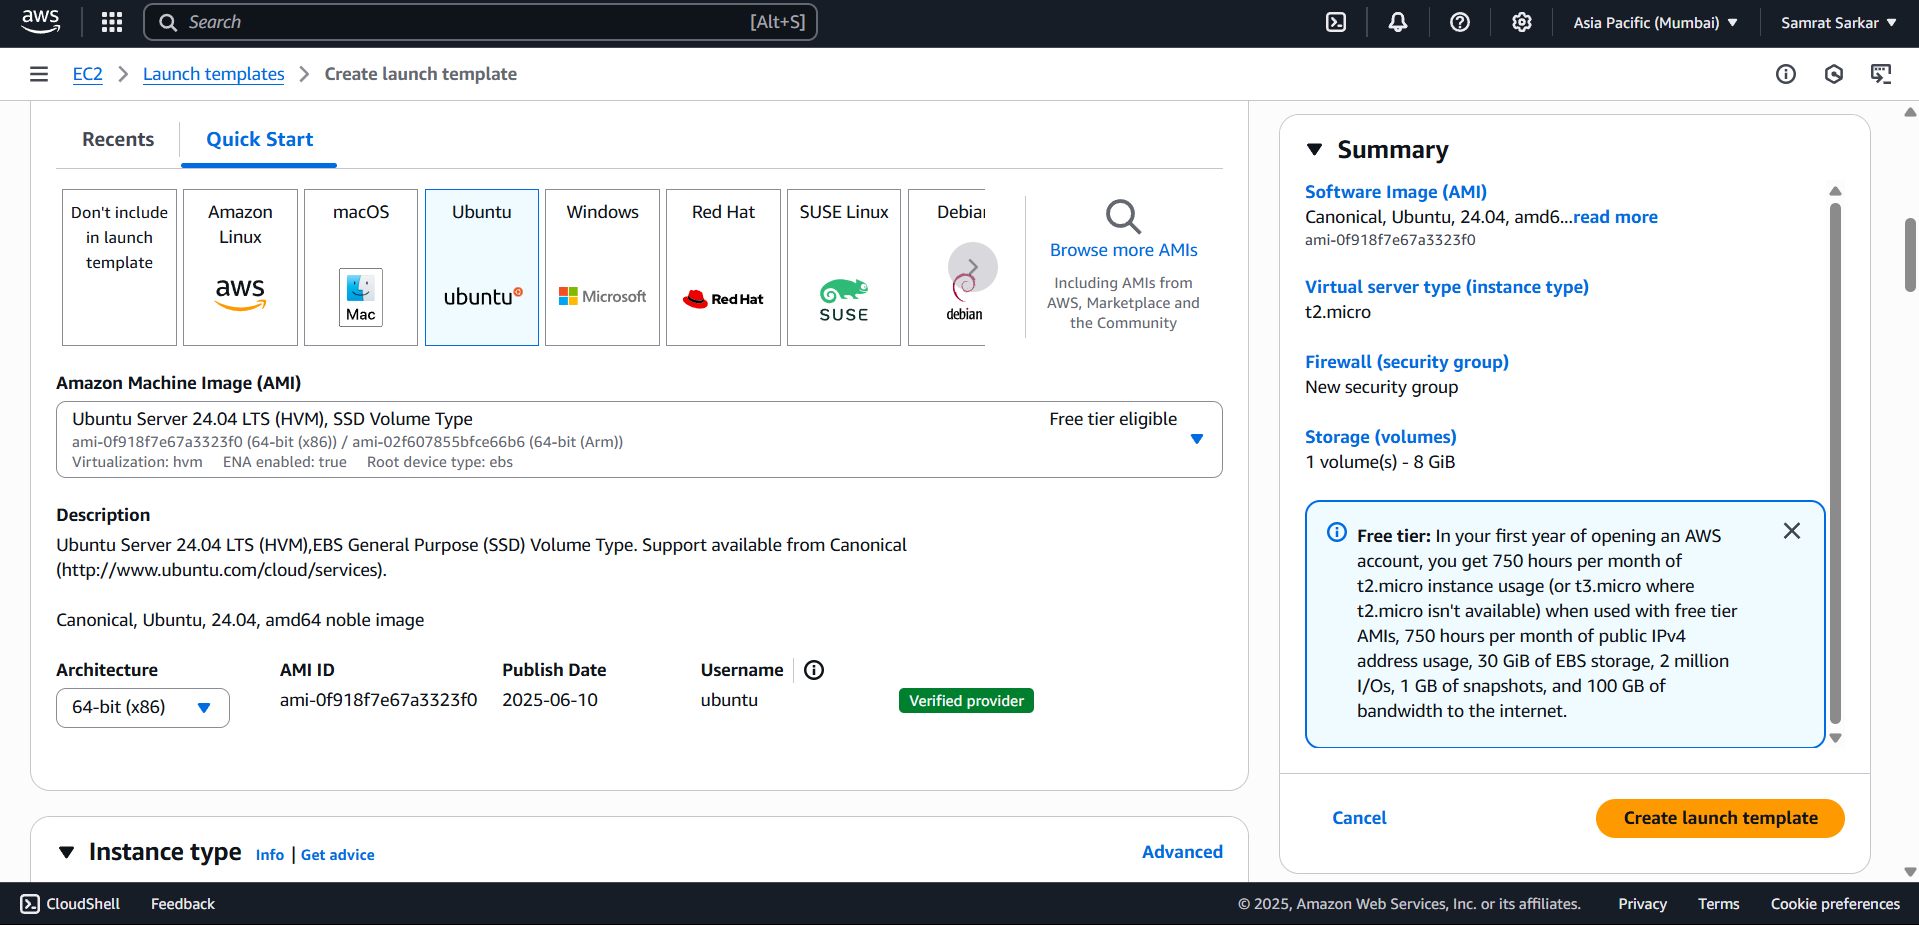 aws
Search [Alt+S]
Asia Pacific (Mumbai)
Samrat Sarkar
EC2
Launch templates
Create launch template
Recents
Quick Start
Don't include
in launch
template
Amazon
Linux
aws
macOS
Mac
Ubuntu
ubuntu
Windows
Microsoft
Red Hat
Red Hat
SUSE Linux
SUSE
Debian
debian
Browse more AMIs
Including AMIs from
AWS, Marketplace and
the Community
Amazon Machine Image (AMI)
Ubuntu Server 24.04 LTS (HVM), SSD Volume Type
Free tier eligible
ami-0f918f7e67a3323f0 (64-bit (x86)) / ami-02f607855bfce66b6 (64-bit (Arm))
Virtualization: hvm ENA enabled: true Root device type: ebs
Description
Ubuntu Server 24.04 LTS (HVM),EBS General Purpose (SSD) Volume Type. Support available from Canonical
(http://www.ubuntu.com/cloud/services).
Canonical, Ubuntu, 24.04, amd64 noble image
Architecture
64-bit (x86)
AMI ID
ami-0f918f7e67a3323f0
Publish Date
2025-06-10
Username
ubuntu
Verified provider
Instance type Info | Get advice
Advanced
Summary
Software Image (AMI)
Canonical, Ubuntu, 24.04, amd6...read more
ami-0f918f7e67a3323f0
Virtual server type (instance type)
t2.micro
Firewall (security group)
New security group
Storage (volumes)
1 volume(s) - 8 GiB
Free tier: In your first year of opening an AWS
account, you get 750 hours per month of
t2.micro instance usage (or t3.micro where
t2.micro isn't available) when used with free tier
AMIs, 750 hours per month of public IPv4
address usage, 30 GiB of EBS storage, 2 million
I/Os, 1 GB of snapshots, and 100 GB of
bandwidth to the internet.
Cancel
Create launch template
CloudShell
Feedback
© 2025, Amazon Web Services, Inc. or its affiliates.
Privacy
Terms
Cookie preferences